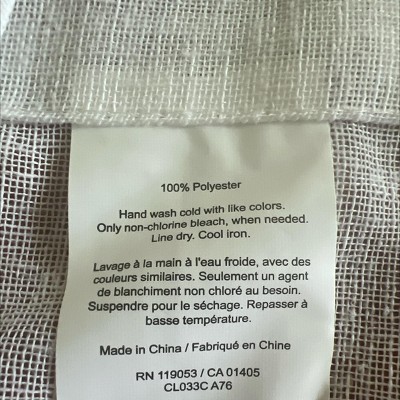 100% Polyester
Hand wash cold with like colors.
Only non-chlorine bleach, when needed.
Line dry. Cool iron.
Lavage à la main à l'eau froide, avec des
couleurs similaires. Seulement un agent
de blanchiment non chloré au besoin.
Suspendre pour le séchage. Repasser à
basse température.
Made in China / Fabriqué en Chine
RN 119053 / CA 01405
CL033C A76